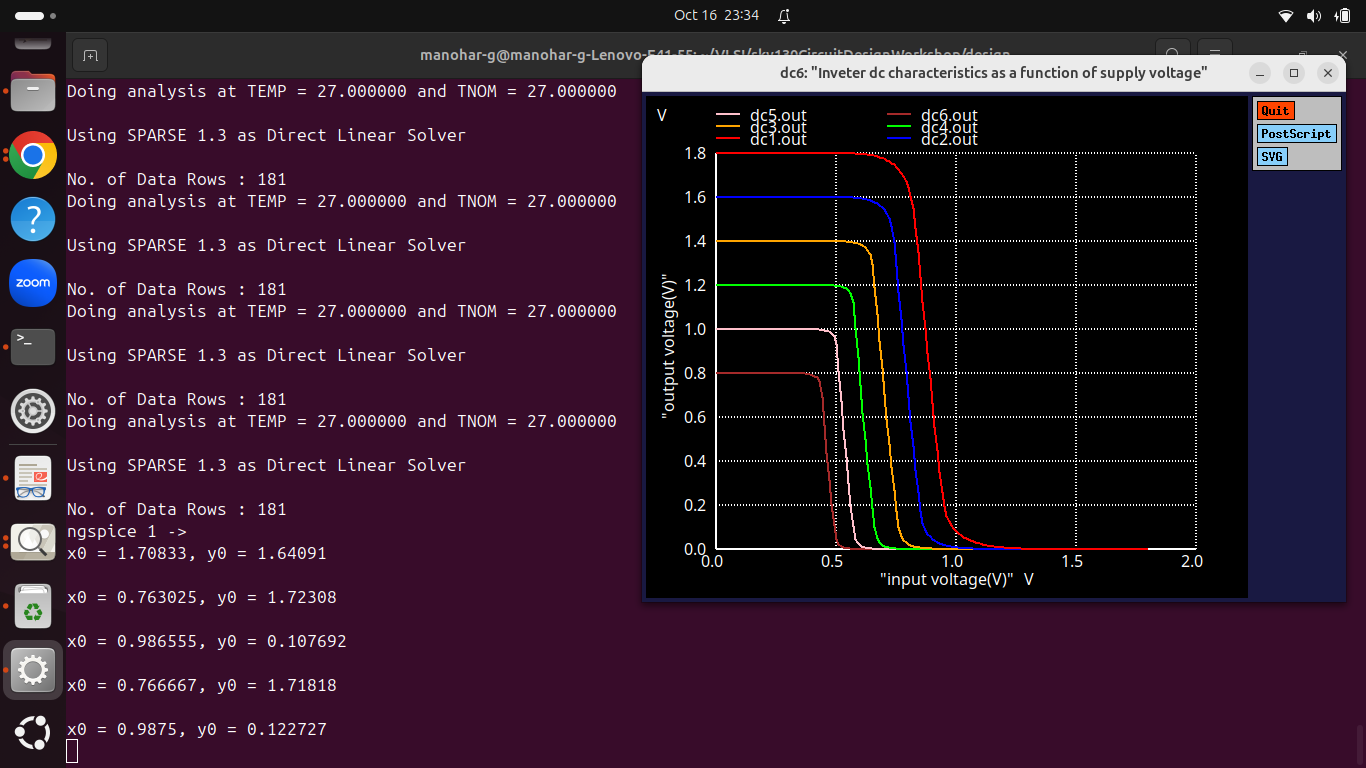 Oct 16 23:34
manohar-g@manohar-g-Lenovo-E41-55: ~/VLSI/sky130CircuitDesignWorkshop/design
Doing analysis at TEMP = 27.000000 and TNOM = 27.000000
Using SPARSE 1.3 as Direct Linear Solver
No. of Data Rows : 181
Doing analysis at TEMP = 27.000000 and TNOM = 27.000000
Using SPARSE 1.3 as Direct Linear Solver
No. of Data Rows : 181
Doing analysis at TEMP = 27.000000 and TNOM = 27.000000
Using SPARSE 1.3 as Direct Linear Solver
No. of Data Rows : 181
Doing analysis at TEMP = 27.000000 and TNOM = 27.000000
Using SPARSE 1.3 as Direct Linear Solver
No. of Data Rows : 181
ngspice 1 ->
x0 = 1.70833, y0 = 1.64091
x0 = 0.763025, y0 = 1.72308
x0 = 0.986555, y0 = 0.107692
x0 = 0.766667, y0 = 1.71818
x0 = 0.9875, y0 = 0.122727
zoom
dc6: "Inveter dc characteristics as a function of supply voltage"
Quit
PostScript
SVG
V
dc5.out dc6.out
dc3.out dc4.out
dc1.out dc2.out
1.8
1.6
1.4
1.2
1.0
0.8
0.6
0.4
0.2
0.0
"output voltage(V)"
0.0 0.5 1.0 1.5 2.0
"input voltage(V)" V